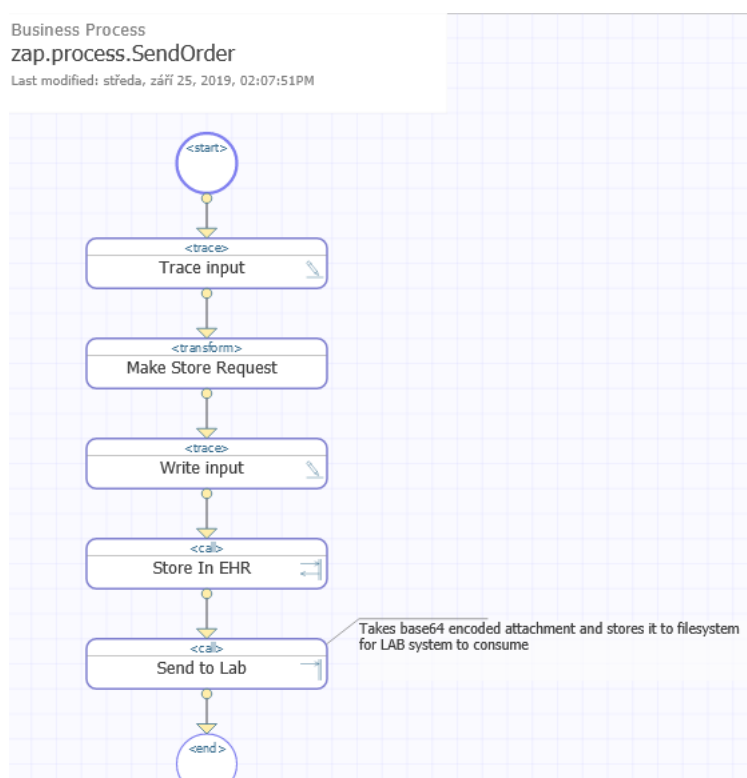 Business Process
zap.process.SendOrder
Last modified: středa, září 25, 2019, 02:07:51PM
<start>
<trace>
Trace input
<transform>
Make Store Request
<trace>
Write input
<call>
Store In EHR
<call>
Send to Lab
Takes base64 encoded attachment and stores it to filesystem
for LAB system to consume
<end>